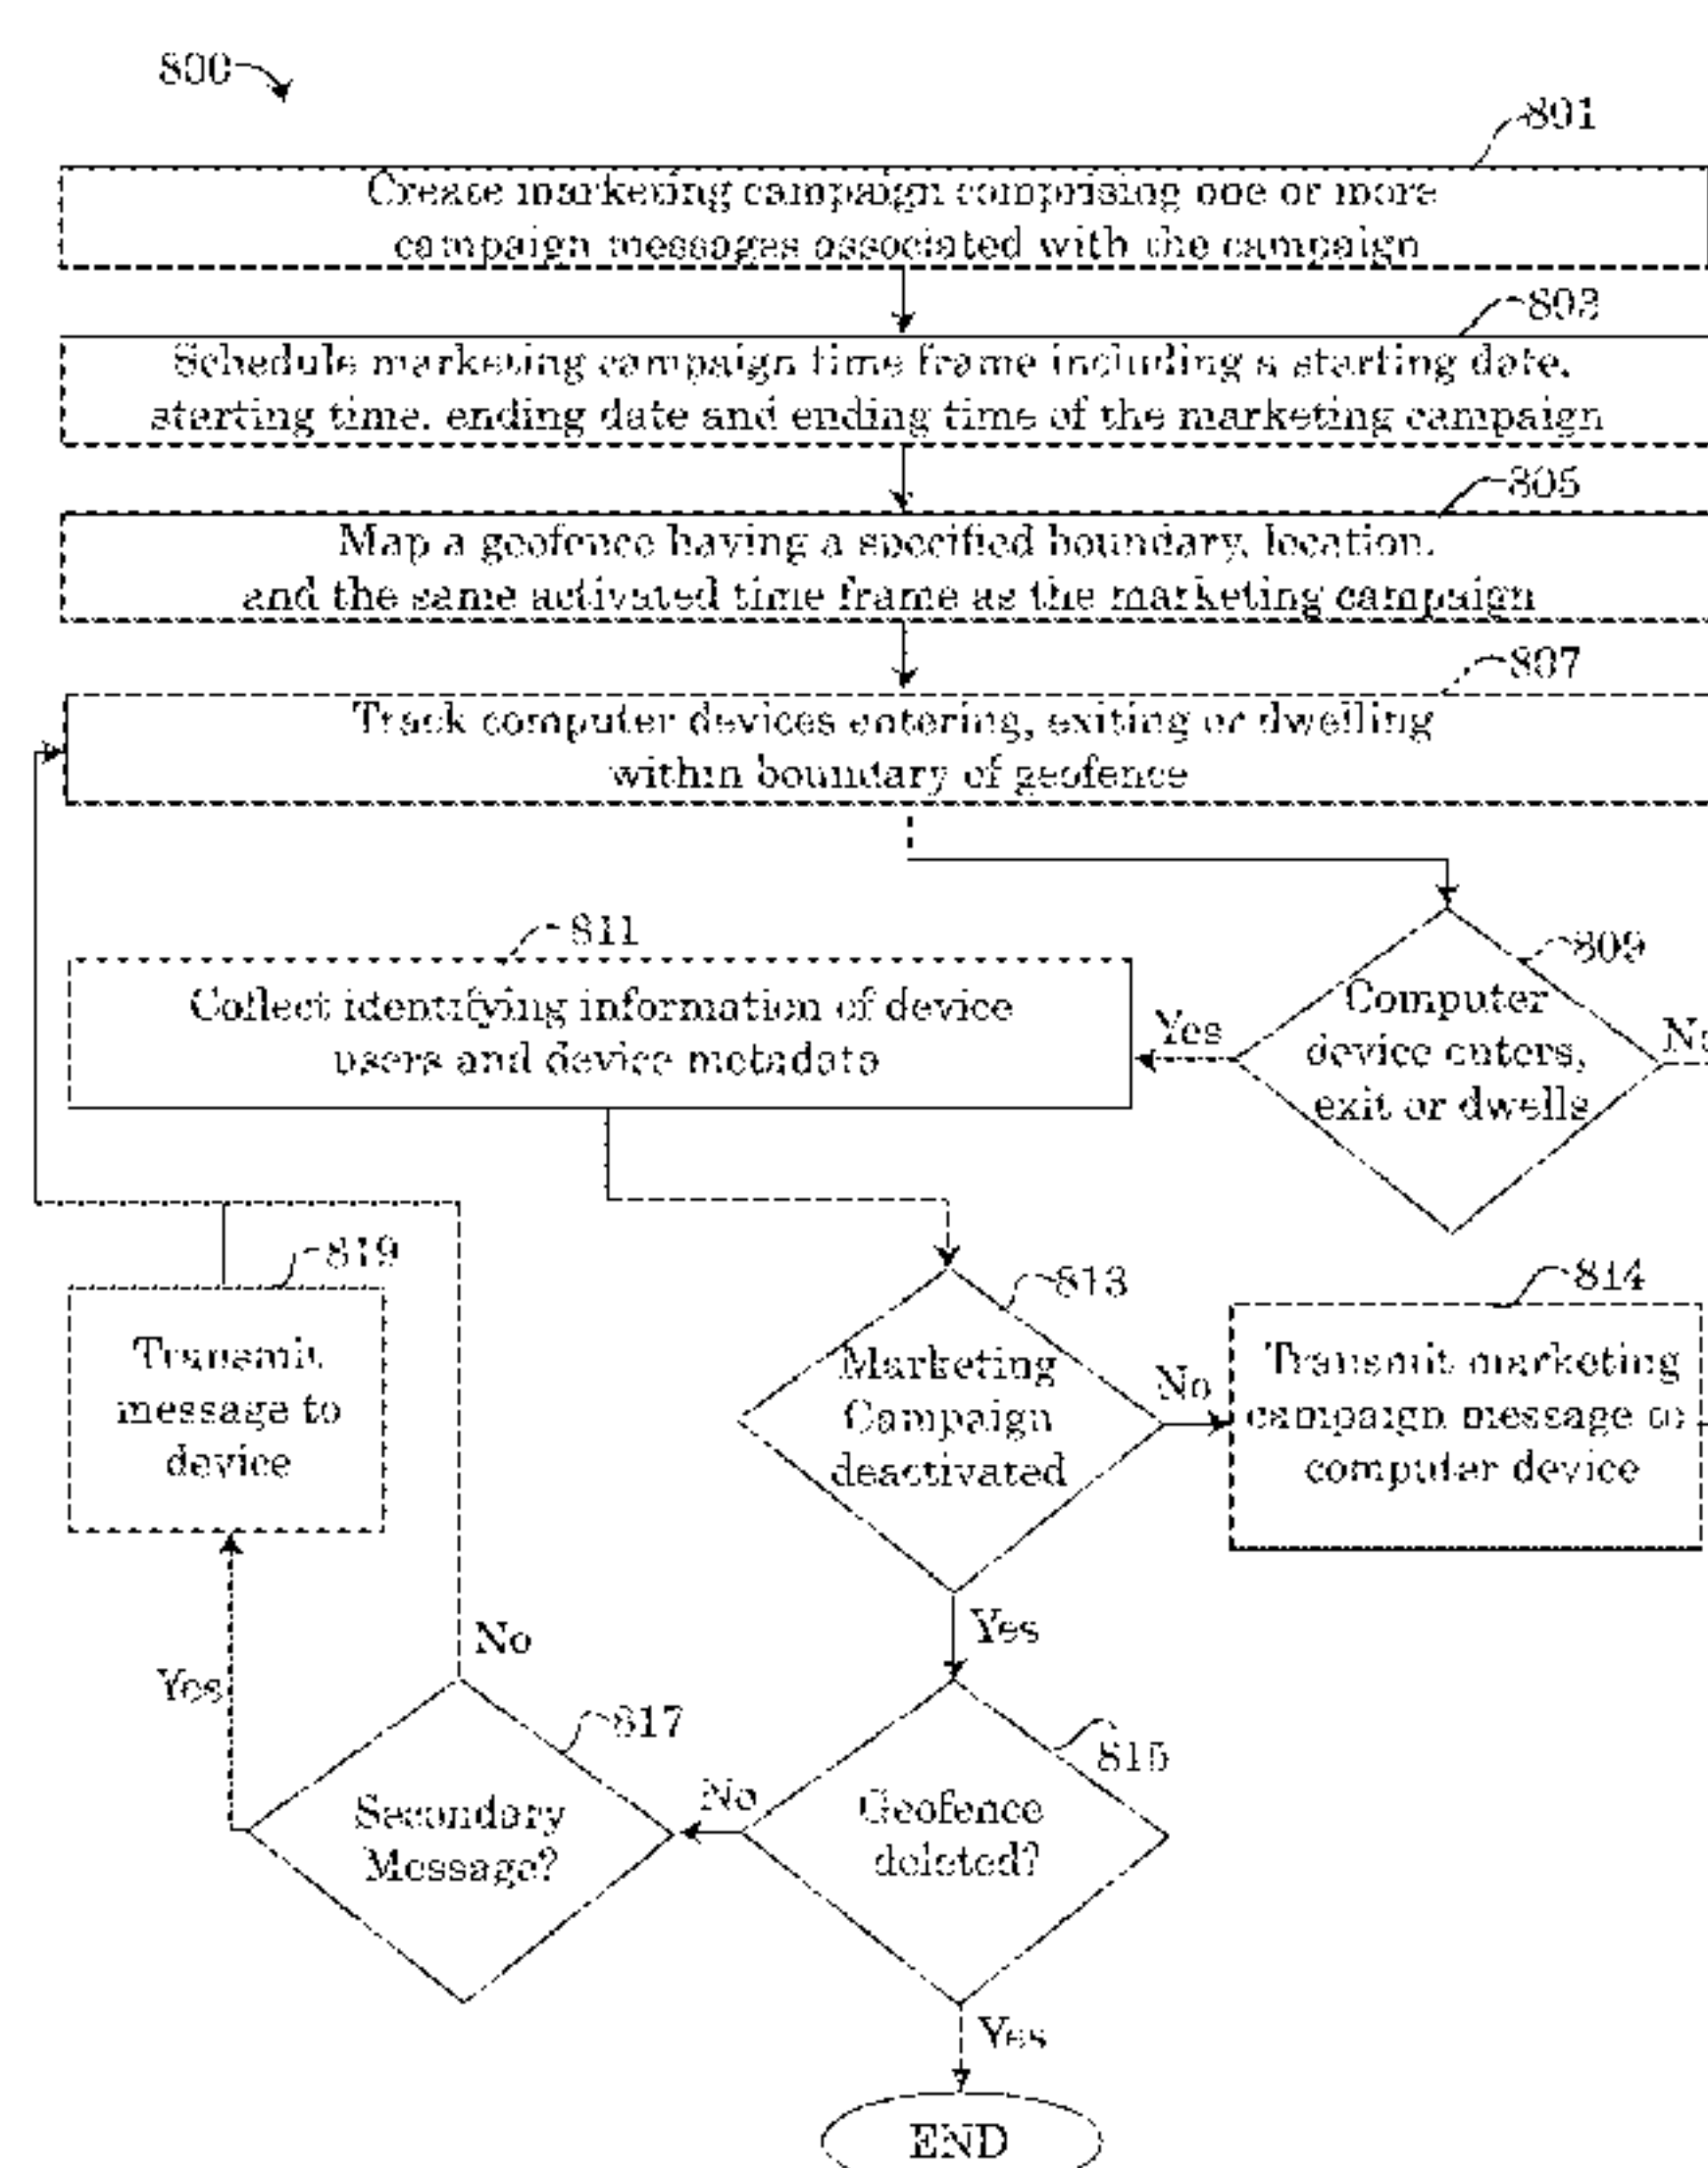 800
801
Create marketing campaign comprising one or more
campaign messages associated with the campaign
803
Schedule marketing campaign time frame including a starting date,
starting time, ending date and ending time of the marketing campaign
805
Map a geofence having a specified boundary, location,
and the same activated time frame as the marketing campaign
807
Track computer devices entering, exiting or dwelling
within boundary of geofence
811
Collect identifying information of device
users and device metadata
Yes
809
Computer
device enters,
exit or dwells
No
819
Transmit
message to
device
813
Marketing
Campaign
deactivated
No
814
Transmit marketing
campaign message to
computer device
Yes
No
Yes
817
Secondary
Message?
No
815
Geofence
deleted?
Yes
END